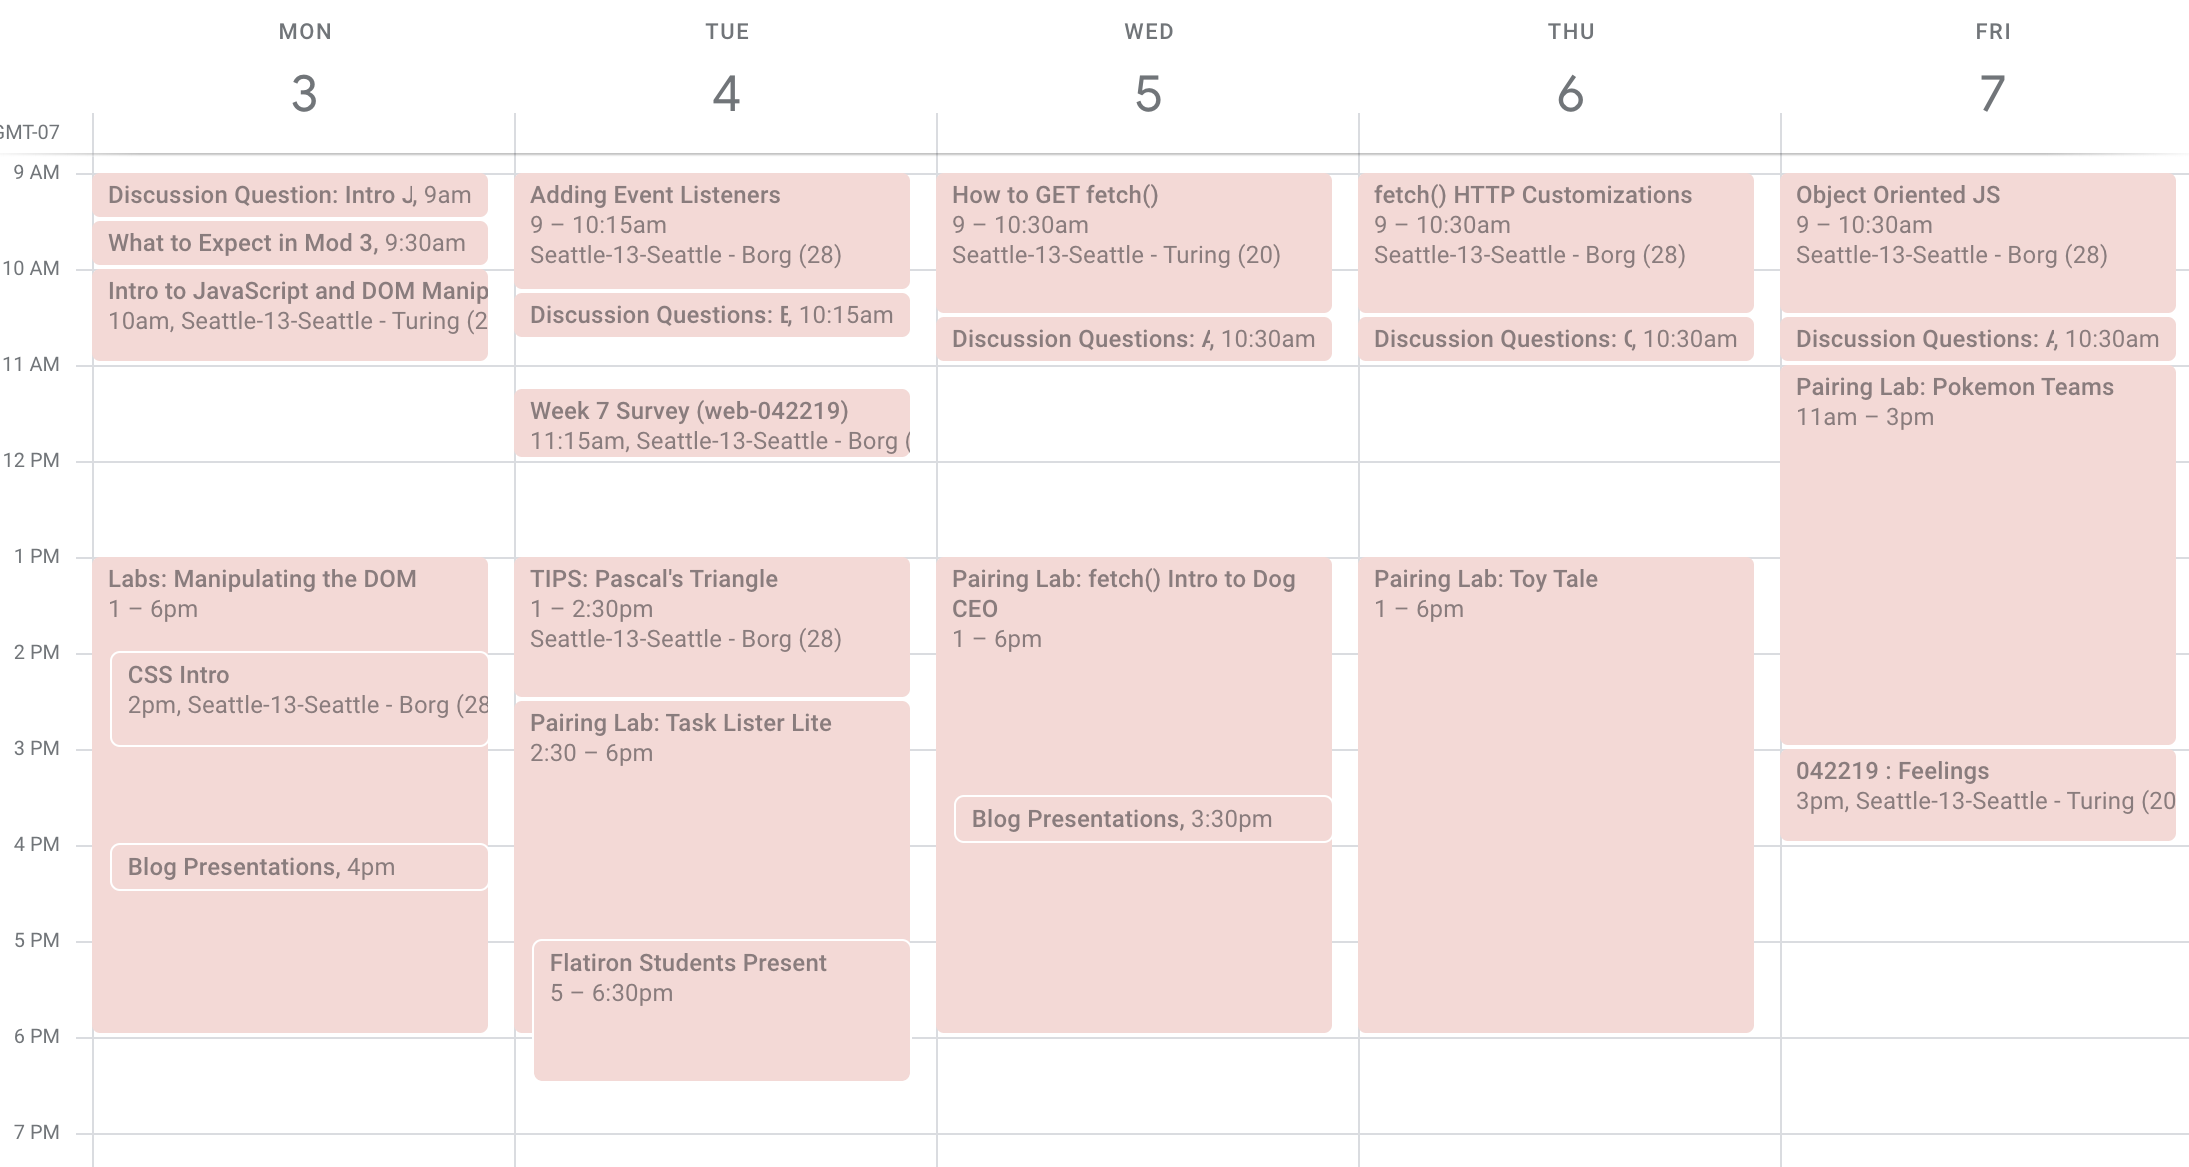 MON
TUE
WED
THU
FRI
3
4
5
6
7
GMT-07
9 AM
10 AM
11 AM
12 PM
1 PM
2 PM
3 PM
4 PM
5 PM
6 PM
7 PM
Discussion Question: Intro J, 9am
What to Expect in Mod 3, 9:30am
Intro to JavaScript and DOM Manip
10am, Seattle-13-Seattle - Turing (2
Labs: Manipulating the DOM
1 – 6pm
CSS Intro
2pm, Seattle-13-Seattle - Borg (28
Blog Presentations, 4pm
Adding Event Listeners
9 – 10:15am
Seattle-13-Seattle - Borg (28)
Discussion Questions: E, 10:15am
Week 7 Survey (web-042219)
11:15am, Seattle-13-Seattle - Borg (
TIPS: Pascal's Triangle
1 – 2:30pm
Seattle-13-Seattle - Borg (28)
Pairing Lab: Task Lister Lite
2:30 – 6pm
Flatiron Students Present
5 – 6:30pm
How to GET fetch()
9 – 10:30am
Seattle-13-Seattle - Turing (20)
Discussion Questions: A, 10:30am
Pairing Lab: fetch() Intro to Dog
CEO
1 – 6pm
Blog Presentations, 3:30pm
fetch() HTTP Customizations
9 – 10:30am
Seattle-13-Seattle - Borg (28)
Discussion Questions: C, 10:30am
Pairing Lab: Toy Tale
1 – 6pm
Object Oriented JS
9 – 10:30am
Seattle-13-Seattle - Borg (28)
Discussion Questions: A, 10:30am
Pairing Lab: Pokemon Teams
11am – 3pm
042219 : Feelings
3pm, Seattle-13-Seattle - Turing (20